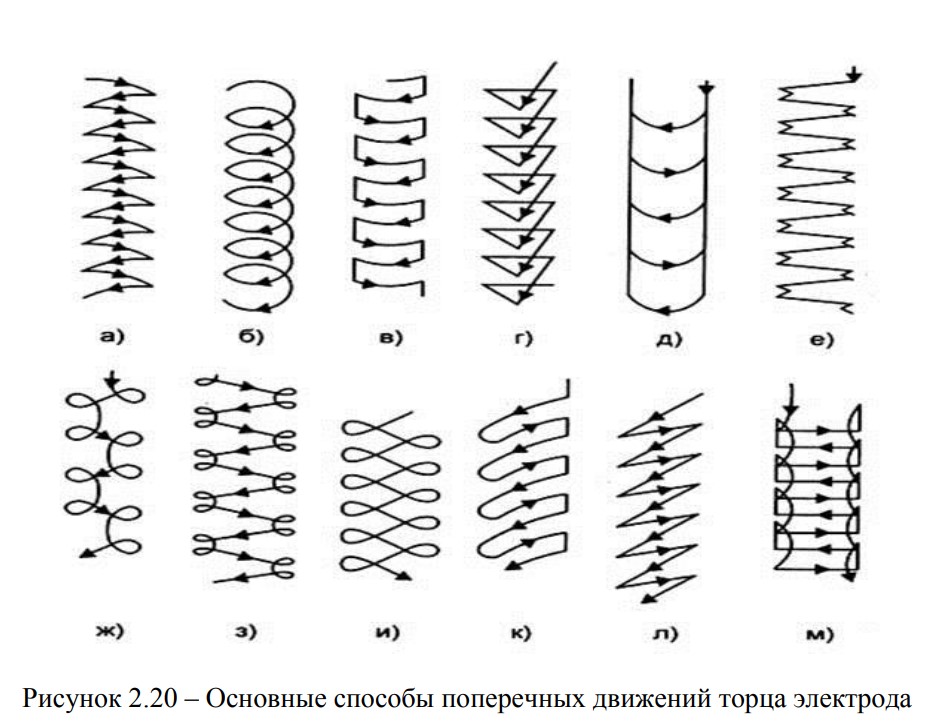 а) б) в) г) д) е)
ж) з) и) к) л) м)
Рисунок 2.20 – Основные способы поперечных движений торца электрода